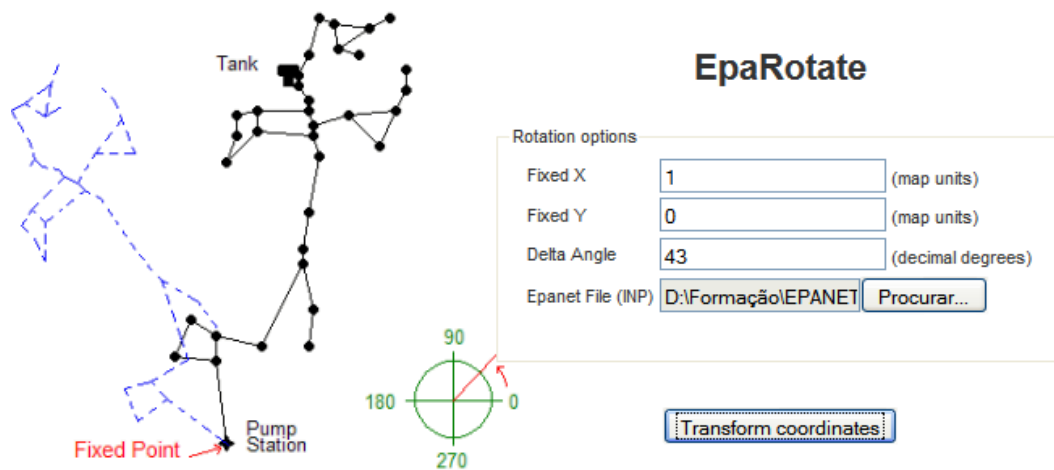 Tank
Pump
Station
Fixed Point
90
180
0
270
EpaRotate
Rotation options
Fixed X 1 (map units)
Fixed Y 0 (map units)
Delta Angle 43 (decimal degrees)
Epanet File (INP) D:\Formação\EPANET Procurar...
Transform coordinates